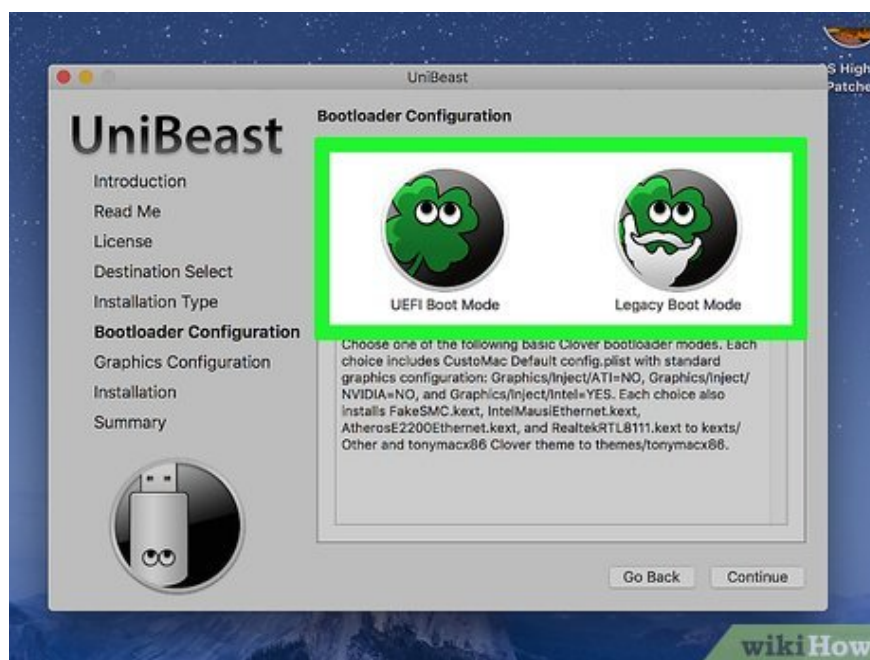 UniBeast
S High
Patche
UniBeast
Bootloader Configuration
Introduction
Read Me
License
Destination Select
Installation Type
Bootloader Configuration
Graphics Configuration
Installation
Summary
UEFI Boot Mode
Legacy Boot Mode
Choose one of the following basic Clover bootloader modes. Each
choice includes CustoMac Default config.plist with standard
graphics configuration: Graphics/Inject/ATI=NO, Graphics/Inject/
NVIDIA=NO, and Graphics/Inject/Intel=YES. Each choice also
installs FakeSMC.kext, IntelMausiEthernet.kext,
AtherosE2200Ethernet.kext, and RealtekRTL8111.kext to kexts/
Other and tonymacx86 Clover theme to themes/tonymacx86.
Go Back
Continue
wikiHow